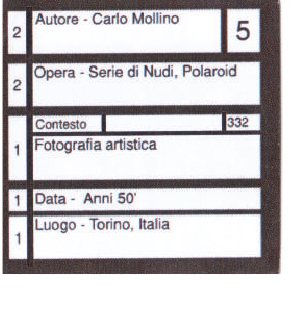 2 Autore - Carlo Mollino 5
2 Opera - Serie di Nudi, Polaroid
Contesto 332
1 Fotografia artistica
1 Data - Anni 50'
1 Luogo - Torino, Italia